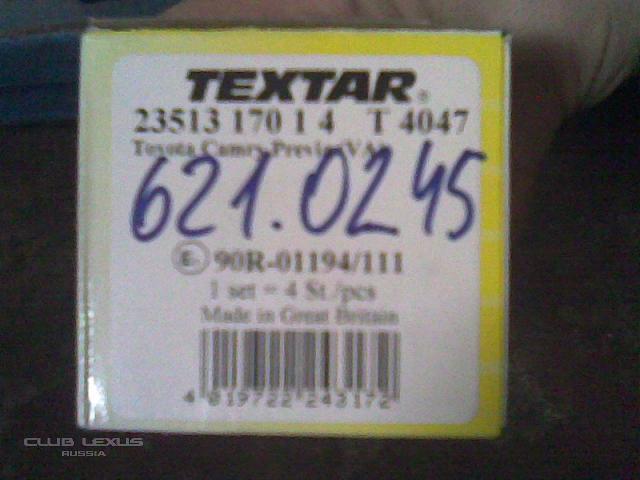 TEXTAR®
23513 170 1 4 T 4047
Toyota Camry, Previa (VA)
621.0245
E 90R-01194/111
1 set = 4 St./pcs
Made in Great Britain
4 019722 243172
CLUB LEXUS
RUSSIA